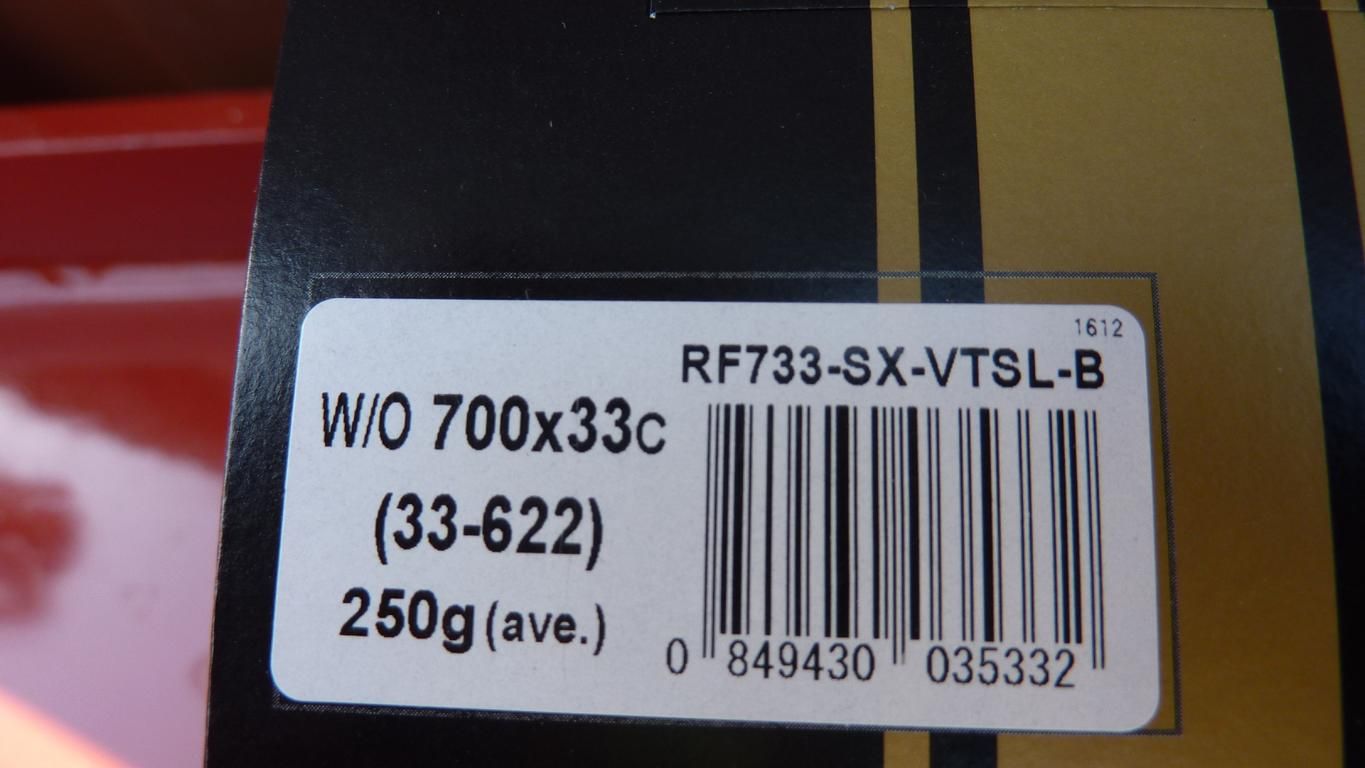 1612
RF733-SX-VTSL-B
W/O 700x33C
(33-622)
250g (ave.)
0 849430 035332